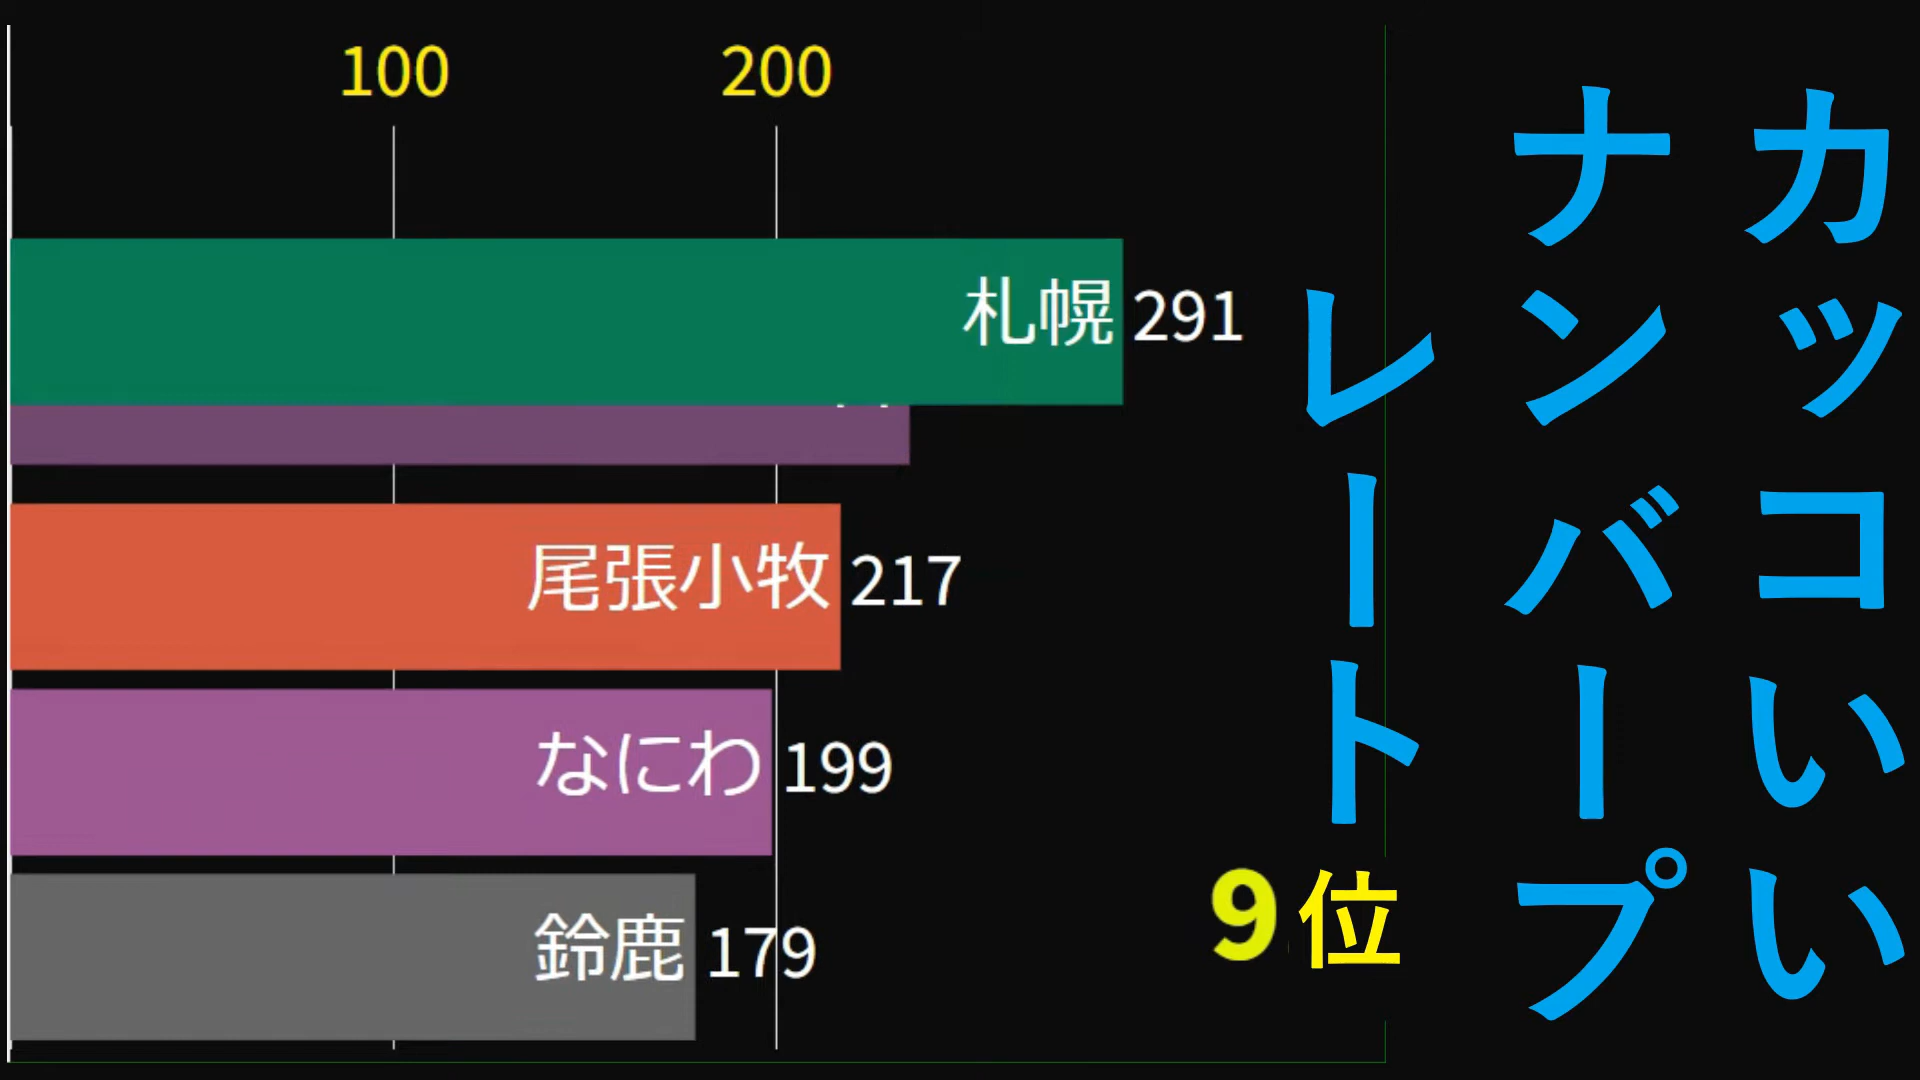 カッコいい
ナンバープ
レート
100
200
札幌 291
尾張小牧 217
なにわ 199
鈴鹿 179
9位